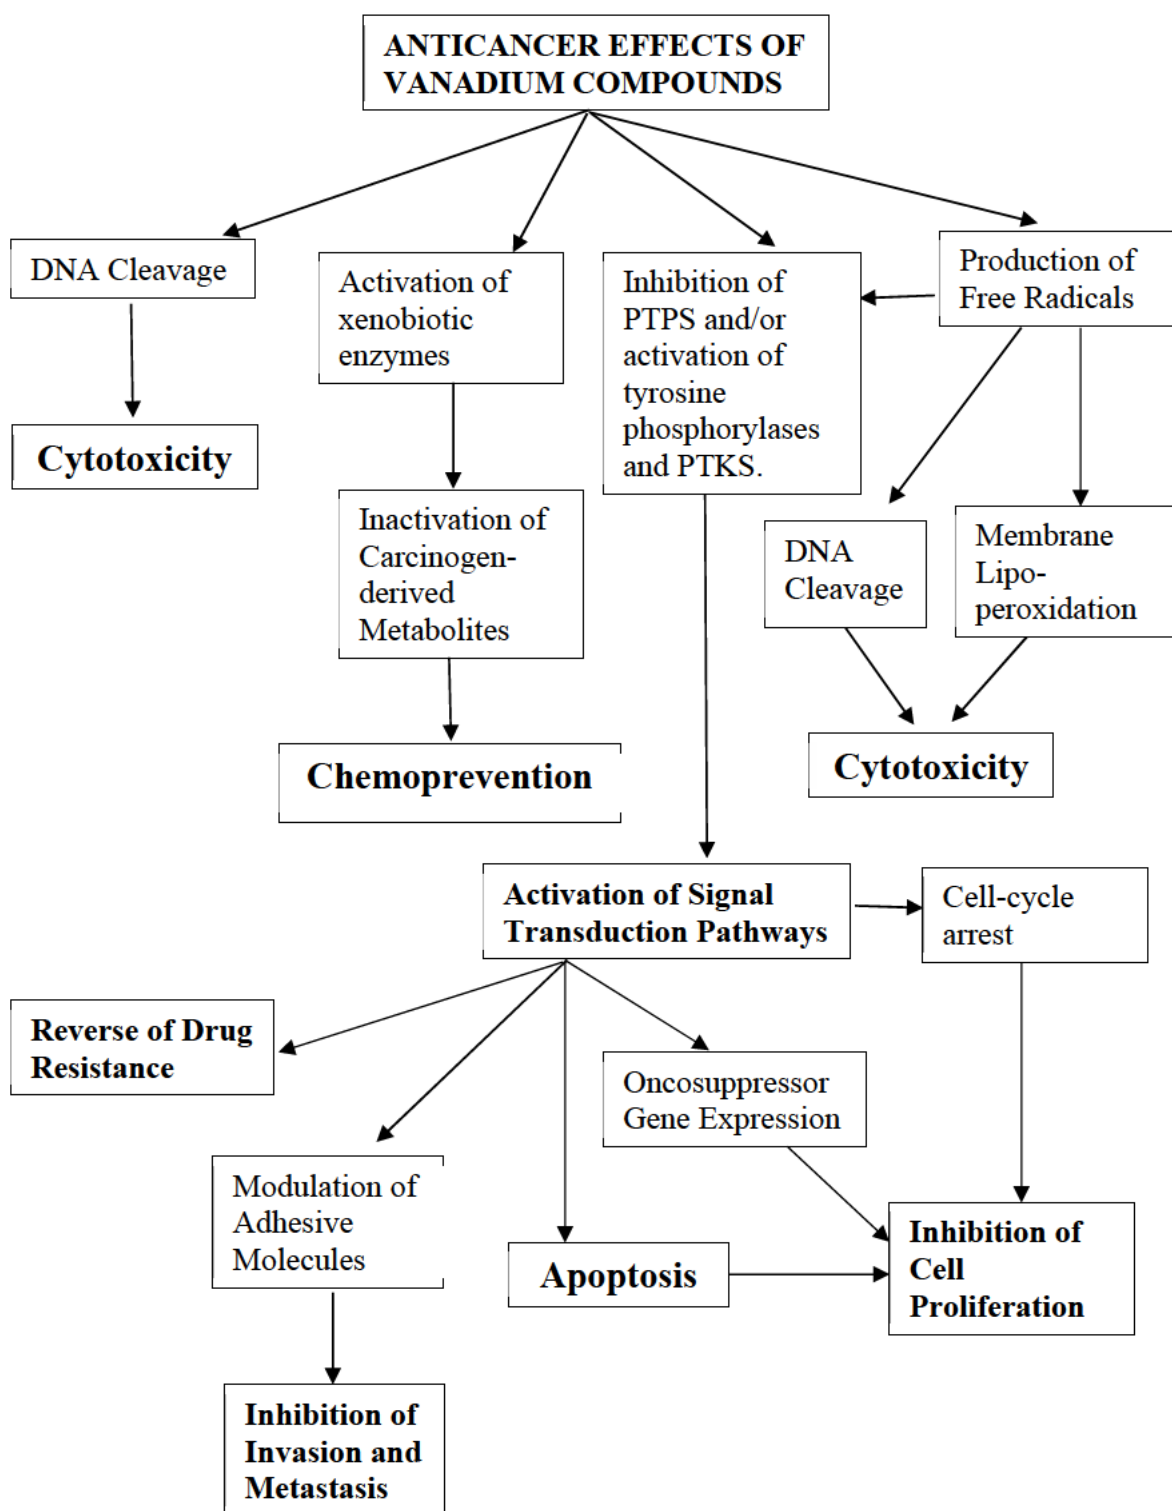 ANTICANCER EFFECTS OF
VANADIUM COMPOUNDS
DNA Cleavage
Activation of
xenobiotic
enzymes
Inhibition of
PTPS and/or
activation of
tyrosine
phosphorylases
and PTKS.
Production of
Free Radicals
Cytotoxicity
Inactivation of
Carcinogen-
derived
Metabolites
DNA
Cleavage
Membrane
Lipo-
peroxidation
Chemoprevention
Cytotoxicity
Activation of Signal
Transduction Pathways
Cell-cycle
arrest
Reverse of Drug
Resistance
Oncosuppressor
Gene Expression
Modulation of
Adhesive
Molecules
Apoptosis
Inhibition of
Cell
Proliferation
Inhibition of
Invasion and
Metastasis